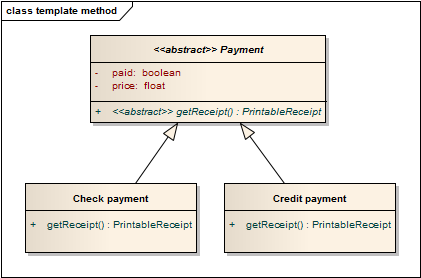 class template method
<<abstract>> Payment
- paid: boolean
- price: float
+ <<abstract>> getReceipt() : PrintableReceipt
Check payment
+ getReceipt() : PrintableReceipt
Credit payment
+ getReceipt() : PrintableReceipt